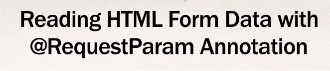 Reading HTML Form Data with
@RequestParam Annotation